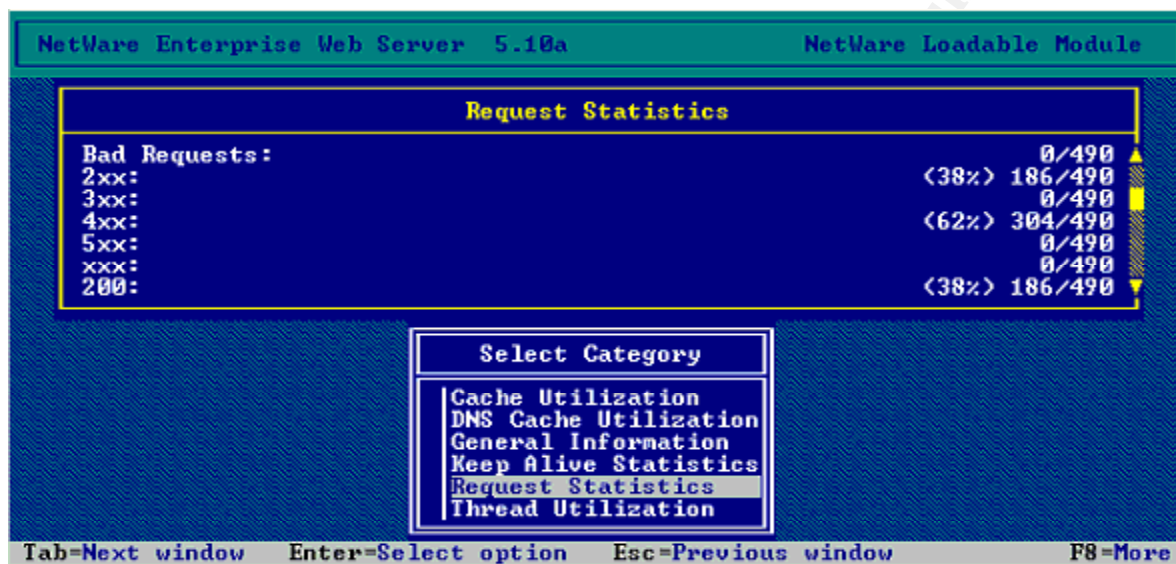 NetWare Enterprise Web Server 5.10a NetWare Loadable Module
Request Statistics
Bad Requests: 0/490
2xx: (38%) 186/490
3xx: 0/490
4xx: (62%) 304/490
5xx: 0/490
xxx: 0/490
200: (38%) 186/490
Select Category
Cache Utilization
DNS Cache Utilization
General Information
Keep Alive Statistics
Request Statistics
Thread Utilization
Tab=Next window Enter=Select option Esc=Previous window F8=More